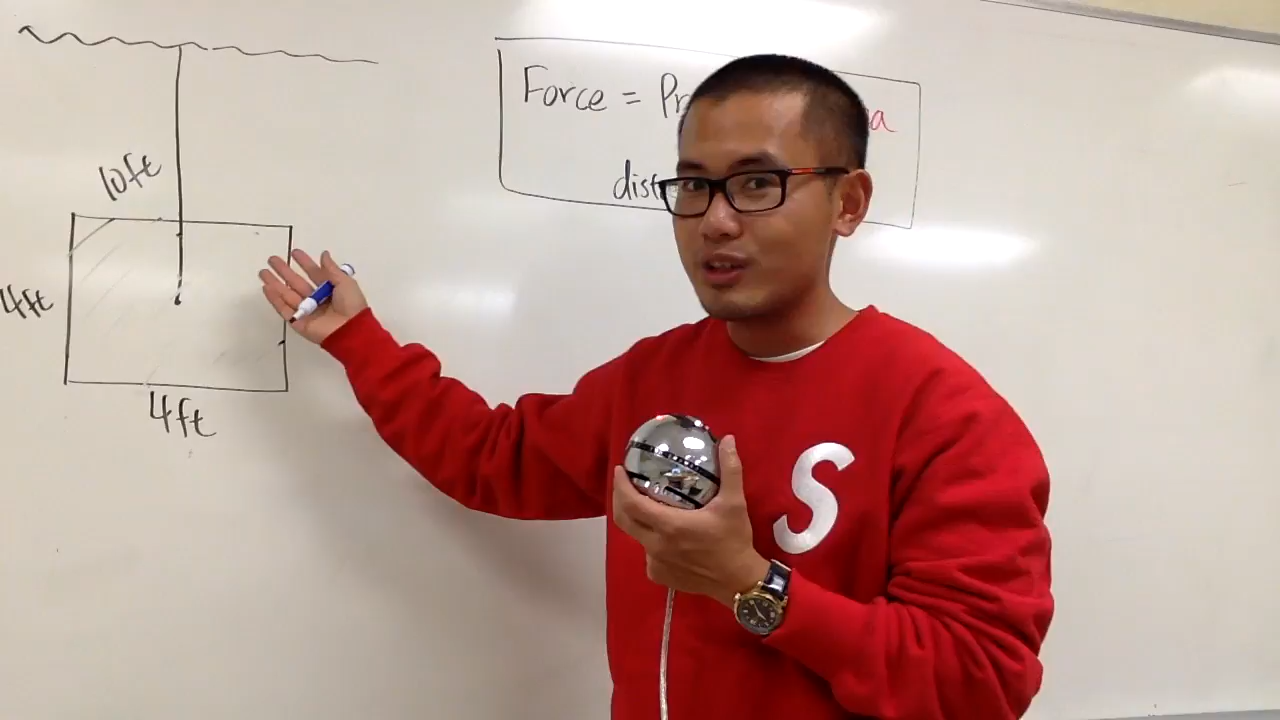 Force = Pr a
dist
10ft
4ft
4ft
S